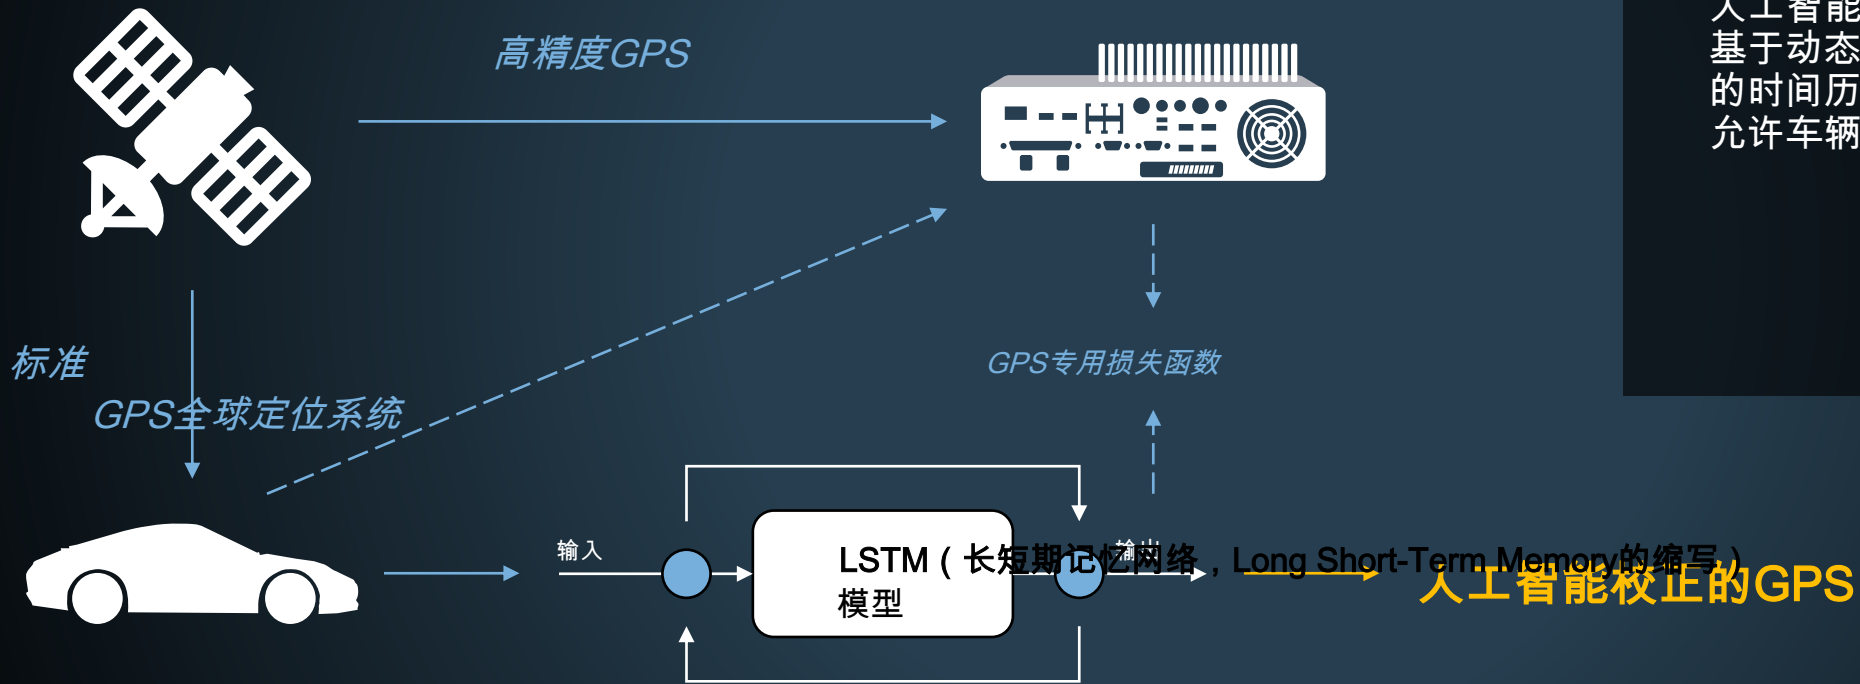 高精度GPS
人工智能
基于动态
的时间历
允许车辆
标准
GPS全球定位系统
GPS专用损失函数
输入
输出
LSTM（长短期记忆网络，Long Short-Term Memory的缩写）
模型
人工智能校正的GPS